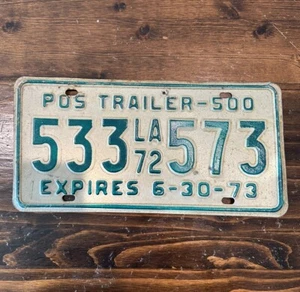 POS TRAILER-500
533 LA 72 573
EXPIRES 6-30-73